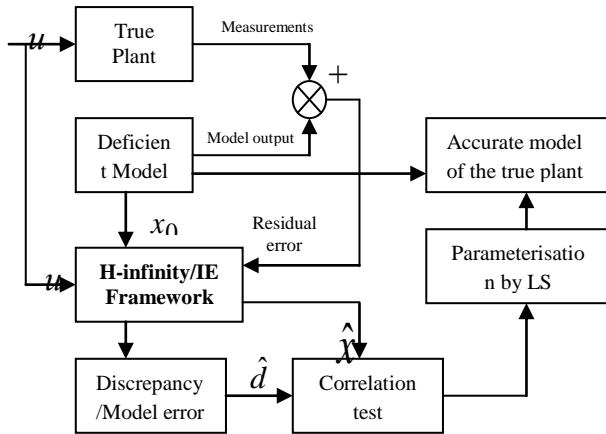 u
True
Plant
Measurements
+
Deficien
t Model
Model output
Accurate model
of the true plant
x0
Residual
error
u
H-infinity/IE
Framework
Parameterisatio
n by LS
x̂
Discrepancy
/Model error
d̂
Correlation
test